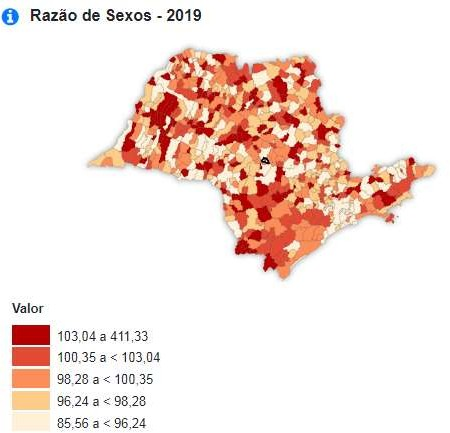 Razão de Sexos - 2019
Valor
103,04 a 411,33
100,35 a < 103,04
98,28 a < 100,35
96,24 a < 98,28
85,56 a < 96,24